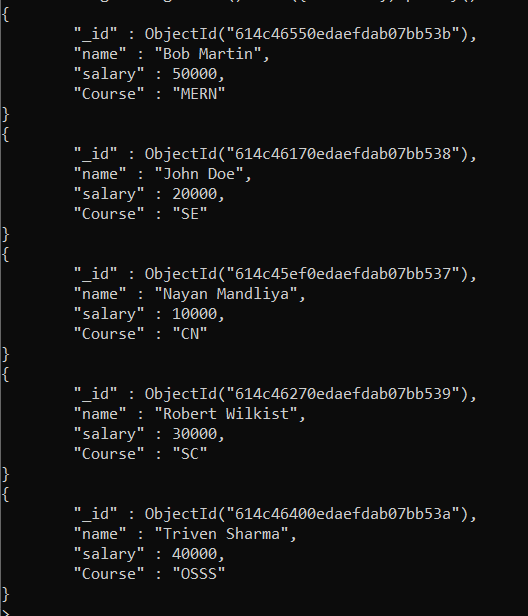 {
"_id" : ObjectId("614c46550edaefdab07bb53b"),
"name" : "Bob Martin",
"salary" : 50000,
"Course" : "MERN"
}
{
"_id" : ObjectId("614c46170edaefdab07bb538"),
"name" : "John Doe",
"salary" : 20000,
"Course" : "SE"
}
{
"_id" : ObjectId("614c45ef0edaefdab07bb537"),
"name" : "Nayan Mandliya",
"salary" : 10000,
"Course" : "CN"
}
{
"_id" : ObjectId("614c46270edaefdab07bb539"),
"name" : "Robert Wilkist",
"salary" : 30000,
"Course" : "SC"
}
{
"_id" : ObjectId("614c46400edaefdab07bb53a"),
"name" : "Triven Sharma",
"salary" : 40000,
"Course" : "OSSS"
}
>